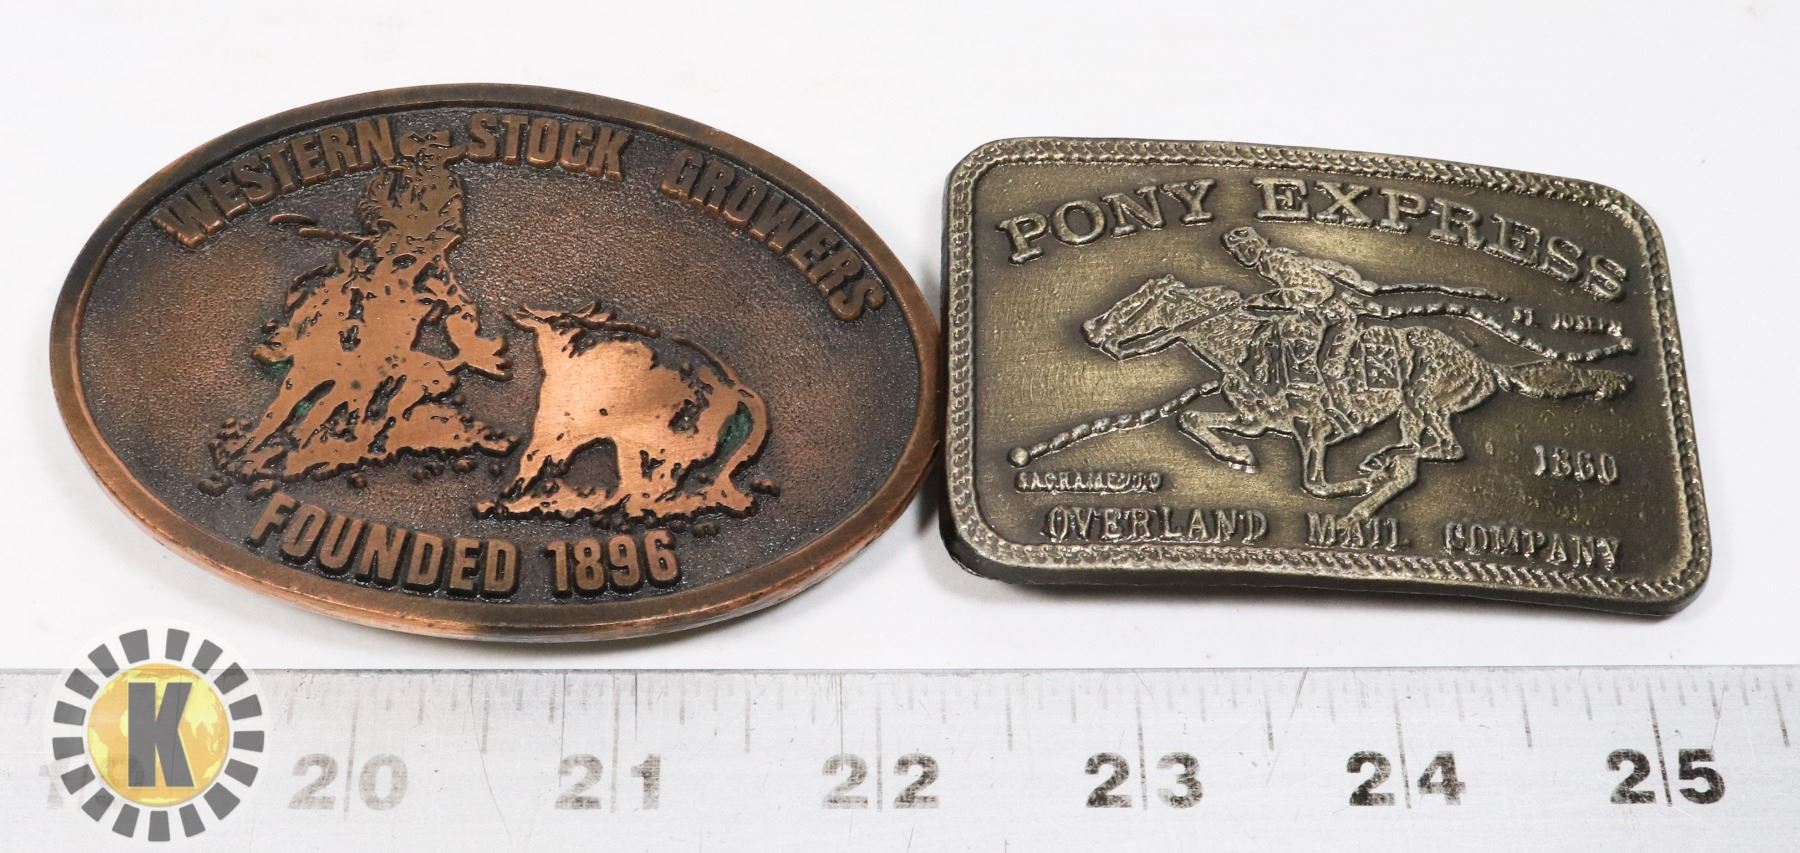 WESTERN STOCK GROWERS
FOUNDED 1896
PONY EXPRESS
ST. JOSEPH
1860
SACRAMENTO
OVERLAND MAIL COMPANY
K
20 21 22 23 24 25